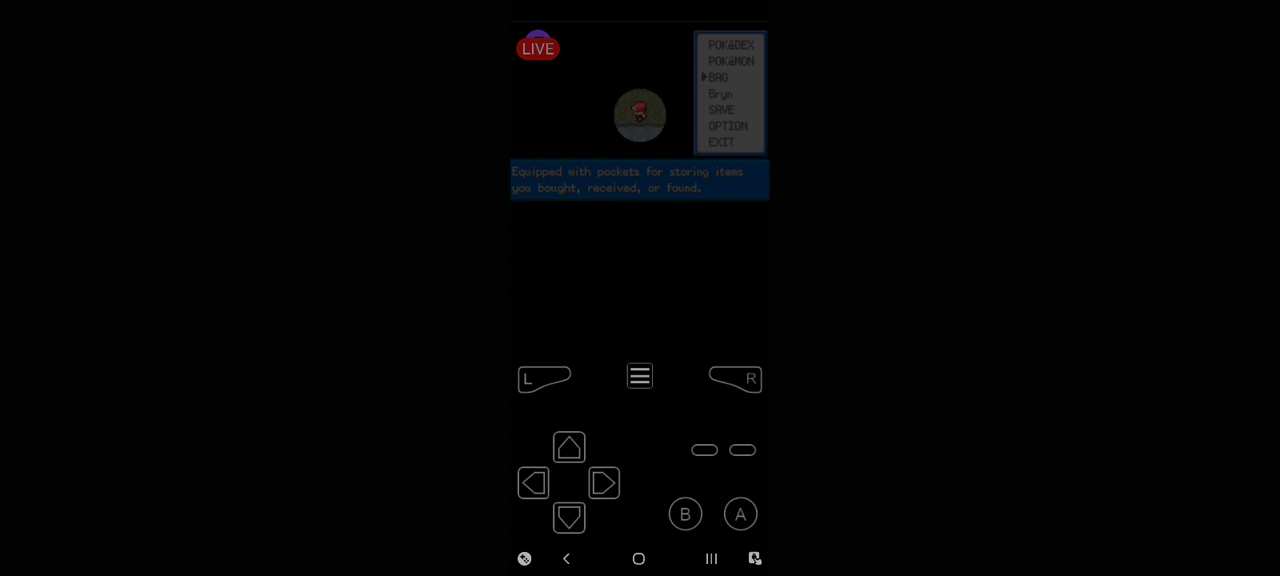 LIVE
POKéDEX
POKéMON
BAG
Bryn
SAVE
OPTION
EXIT
Equipped with pockets for storing items
you bought, received, or found.
L
R
B
A